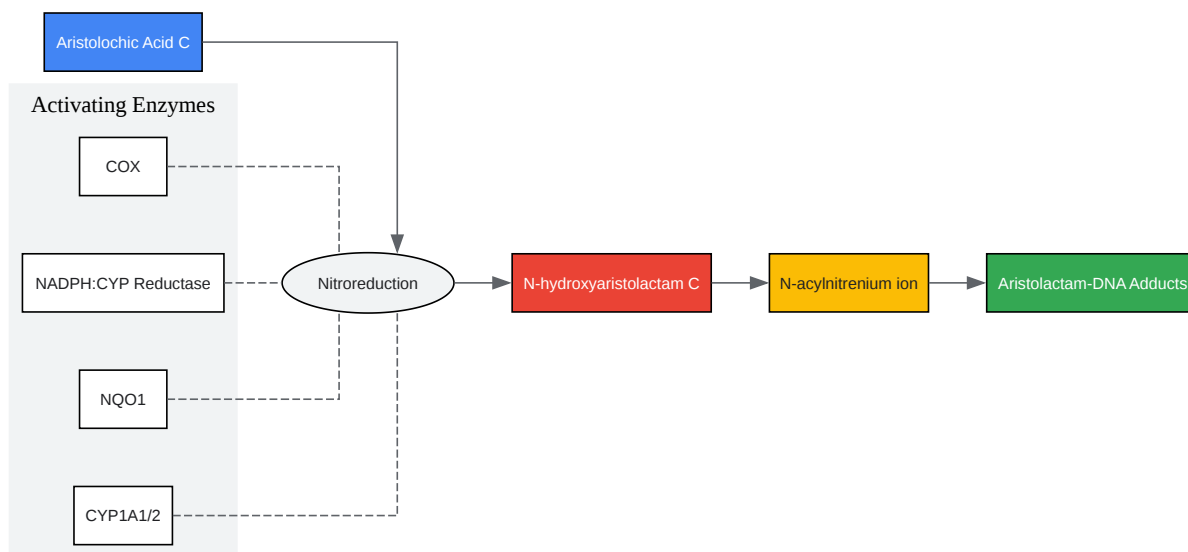 Aristolochic Acid C
Activating Enzymes
COX
NADPH:CYP Reductase
Nitroreduction
N-hydroxyaristolactam C
N-acylnitrenium ion
Aristolactam-DNA Adducts
NQO1
CYP1A1/2